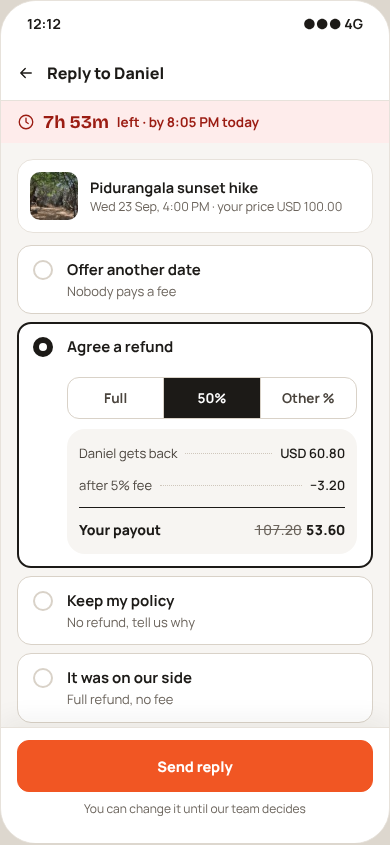 12:12
4G
Reply to Daniel
7h 53m left · by 8:05 PM today
Pidurangala sunset hike
Wed 23 Sep, 4:00 PM · your price USD 100.00
Offer another date
Nobody pays a fee
Agree a refund
Full 50% Other %
Daniel gets back USD 60.80
after 5% fee −3.20
Your payout 107.20 53.60
Keep my policy
No refund, tell us why
It was on our side
Full refund, no fee
Send reply
You can change it until our team decides